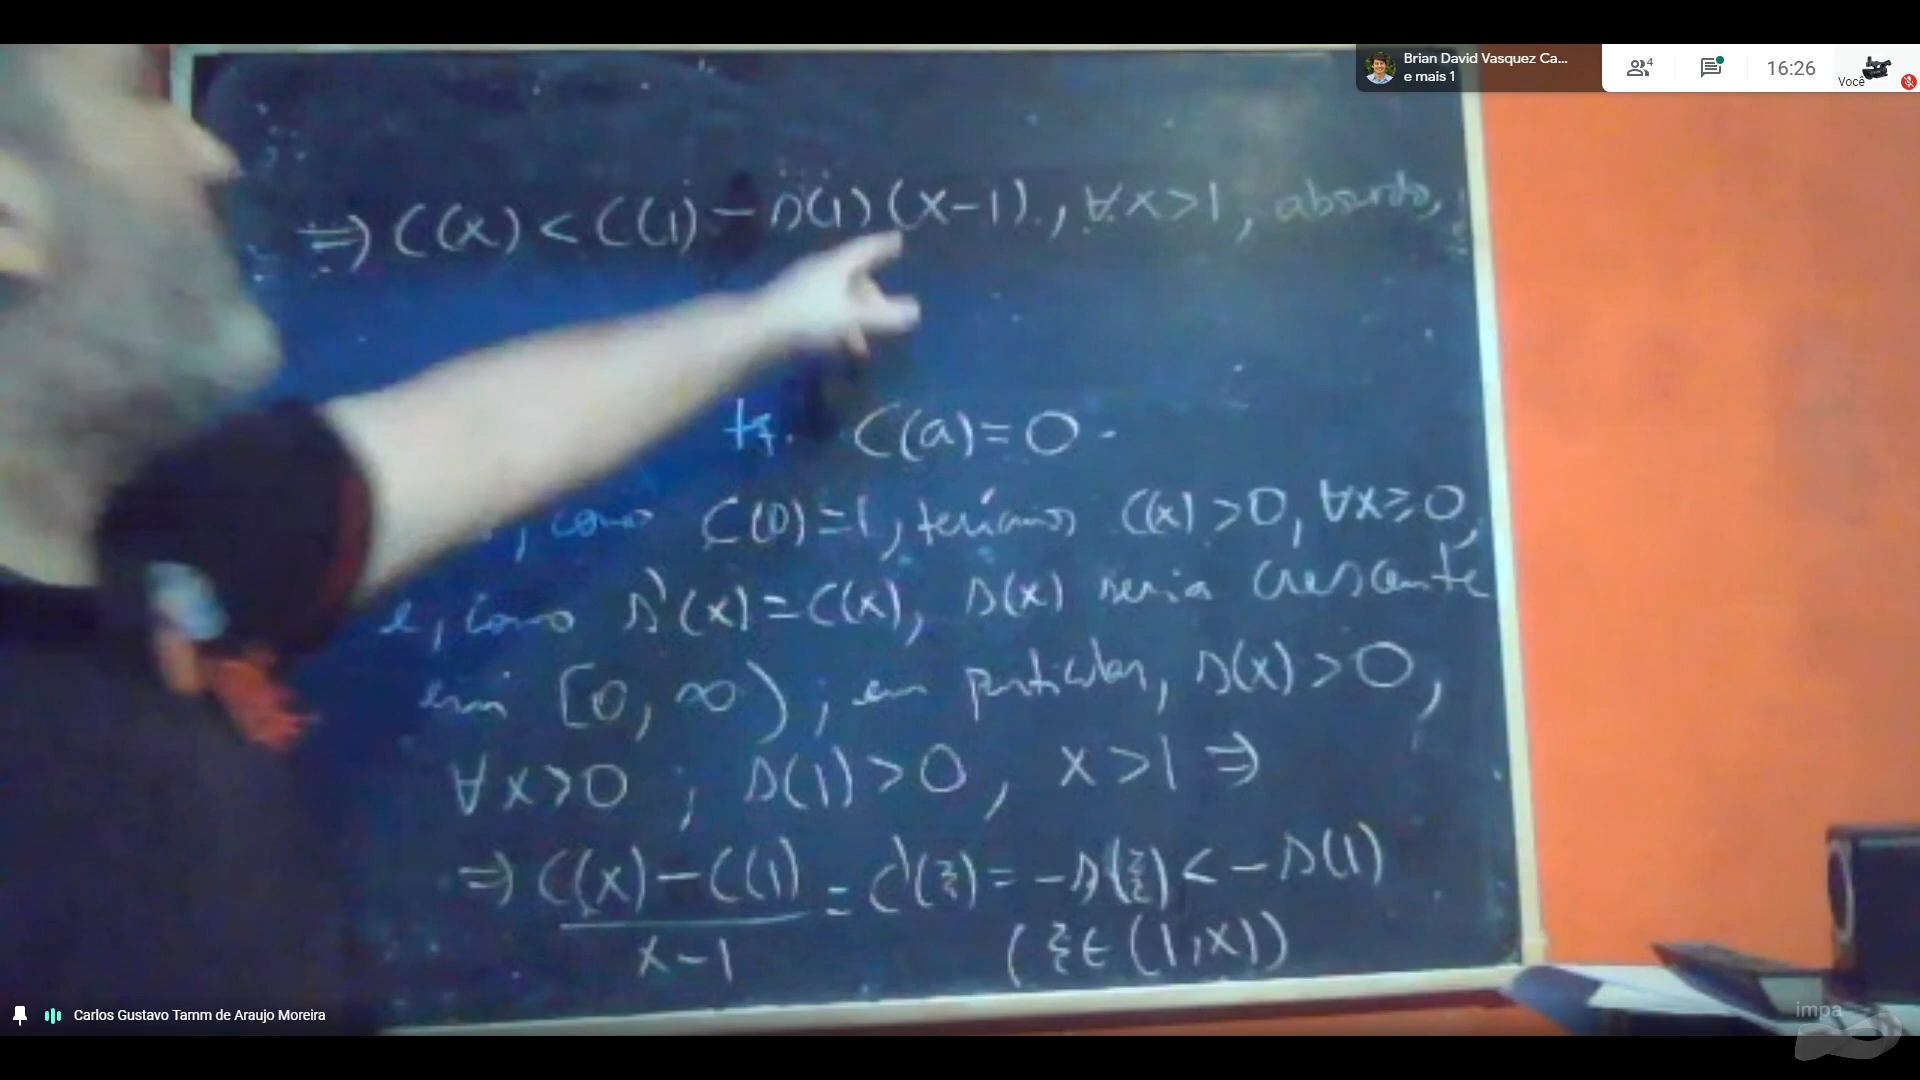 Brian David Vasquez Ca...
e mais 1
4
16:26
Você
⇒ C(x) < C(1) − s(1)(x−1), ∀x>1, absurdo,
tq. C(a)=0.
, como C(0)=1, teríamos C(x)>0, ∀x≥0,
e, como s'(x)=C(x), s(x) seria crescente
em [0,∞); em particular, s(x)>0,
∀x>0; s(1)>0, x>1 ⇒
⇒ (C(x)−C(1))/(x−1) = C'(ξ) = −s(ξ) < −s(1)
(ξ∈(1,x))
Carlos Gustavo Tamm de Araujo Moreira
impa